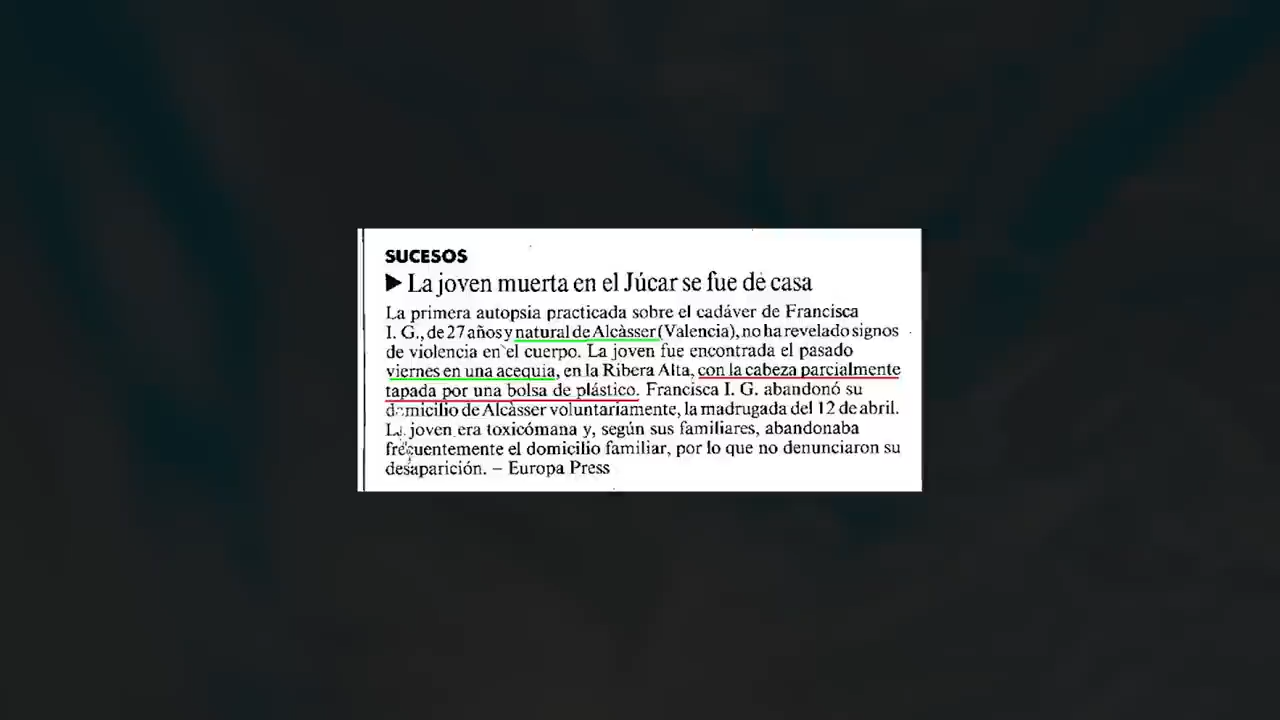 SUCESOS
▶ La joven muerta en el Júcar se fue de casa
La primera autopsia practicada sobre el cadáver de Francisca
I. G., de 27 años y natural de Alcàsser (Valencia), no ha revelado signos
de violencia en el cuerpo. La joven fue encontrada el pasado
viernes en una acequia, en la Ribera Alta, con la cabeza parcialmente
tapada por una bolsa de plástico. Francisca I. G. abandonó su
domicilio de Alcàsser voluntariamente, la madrugada del 12 de abril.
La joven era toxicómana y, según sus familiares, abandonaba
frecuentemente el domicilio familiar, por lo que no denunciaron su
desaparición. – Europa Press